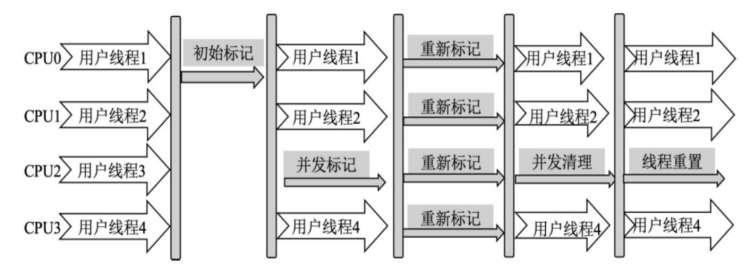 CPU0 用户线程1 初始标记 用户线程1 重新标记 用户线程1 用户线程1
CPU1 用户线程2 用户线程2 重新标记 用户线程2 用户线程2
CPU2 用户线程3 并发标记 重新标记 并发清理 线程重置
CPU3 用户线程4 用户线程4 重新标记 用户线程4 用户线程4